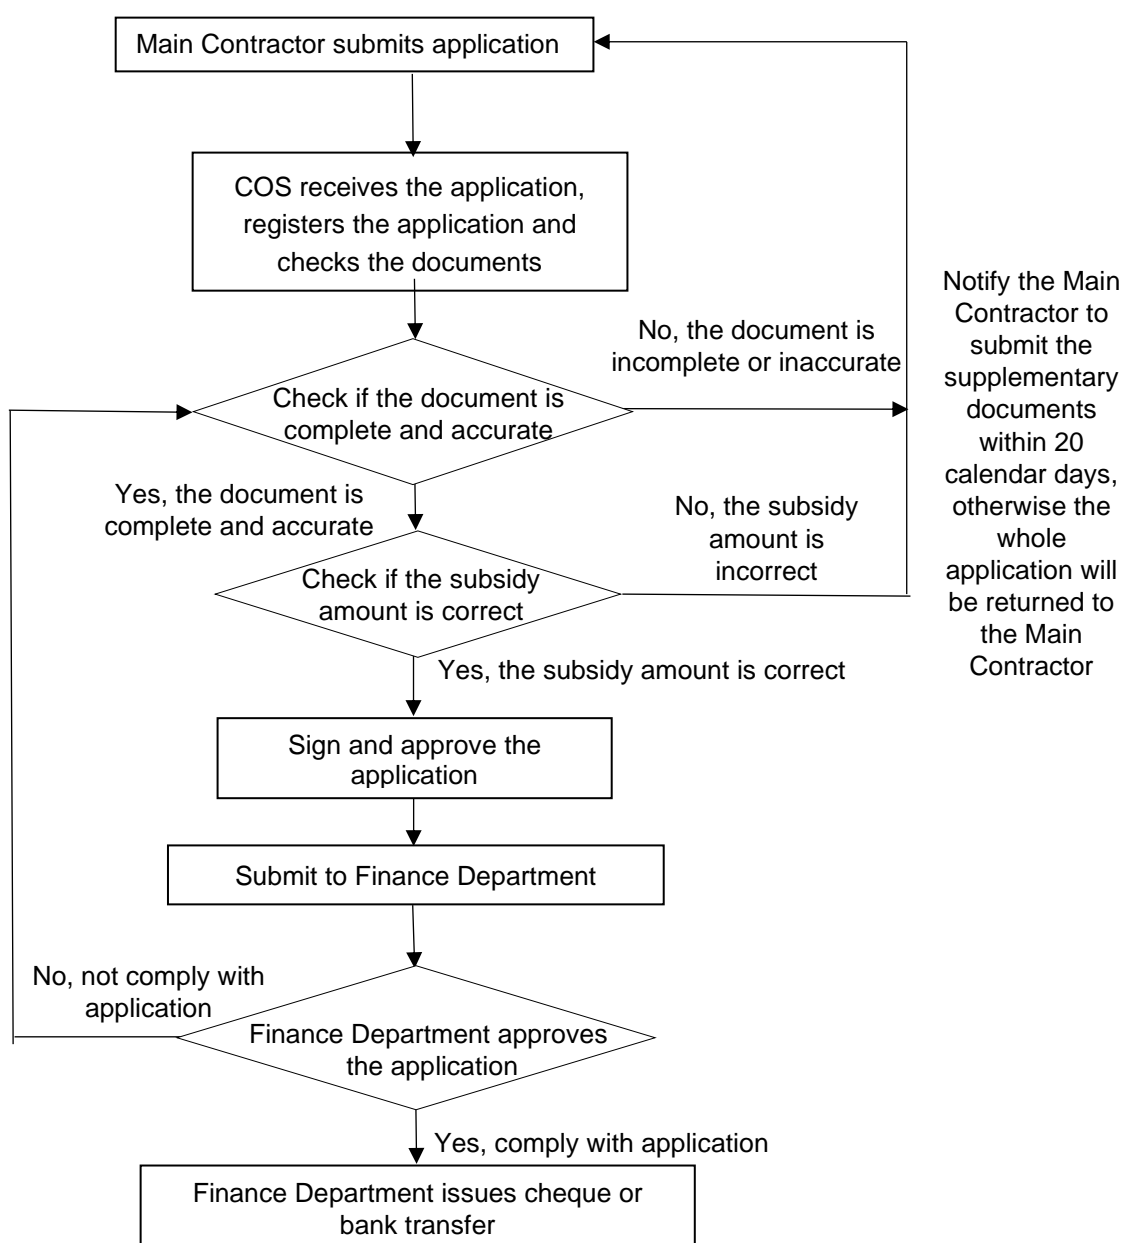 Main Contractor submits application
COS receives the application,
registers the application and
checks the documents
No, the document is
incomplete or inaccurate
Check if the document is
complete and accurate
Yes, the document is
complete and accurate
No, the subsidy
amount is
incorrect
Notify the Main
Contractor to
submit the
supplementary
documents
within 20
calendar days,
otherwise the
whole
application will
be returned to
the Main
Contractor
Check if the subsidy
amount is correct
Yes, the subsidy amount is correct
Sign and approve the
application
Submit to Finance Department
No, not comply with
application
Finance Department approves
the application
Yes, comply with application
Finance Department issues cheque or
bank transfer